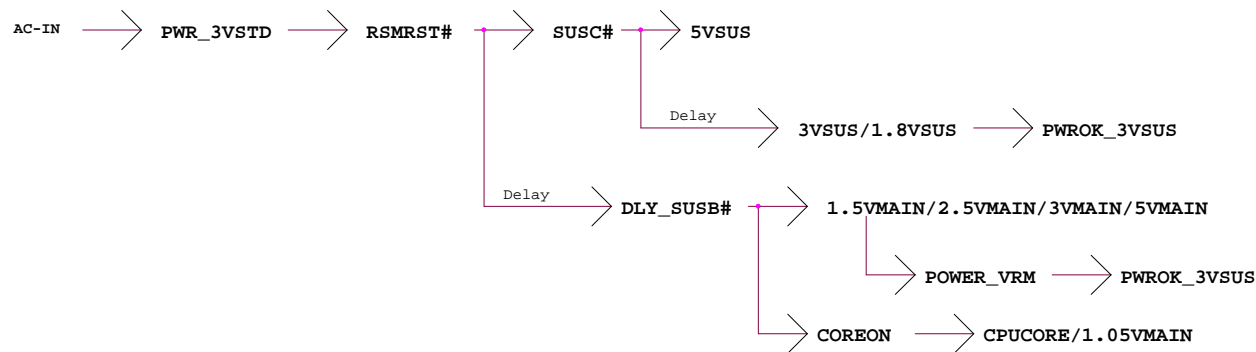 AC-IN PWR_3VSTD RSMRST# SUSC# 5VSUS
Delay
3VSUS/1.8VSUS PWROK_3VSUS
Delay
DLY_SUSB# 1.5VMAIN/2.5VMAIN/3VMAIN/5VMAIN
POWER_VRM PWROK_3VSUS
COREON CPUCORE/1.05VMAIN